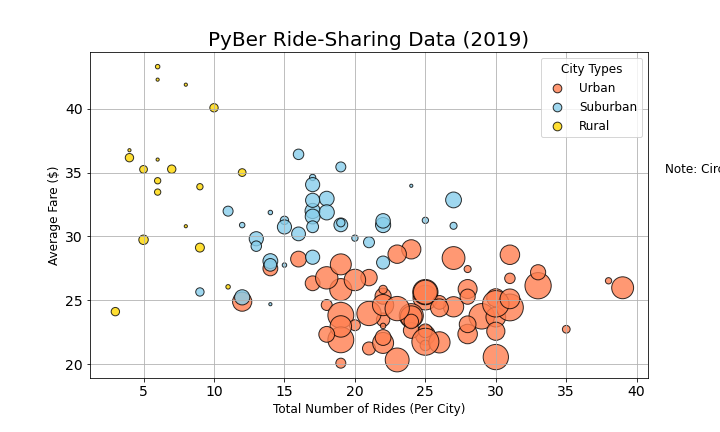 PyBer Ride-Sharing Data (2019)
City Types
Urban
Suburban
Rural
Note:
Average Fare ($)
40
35
30
25
20
5 10 15 20 25 30 35 40
Total Number of Rides (Per City)